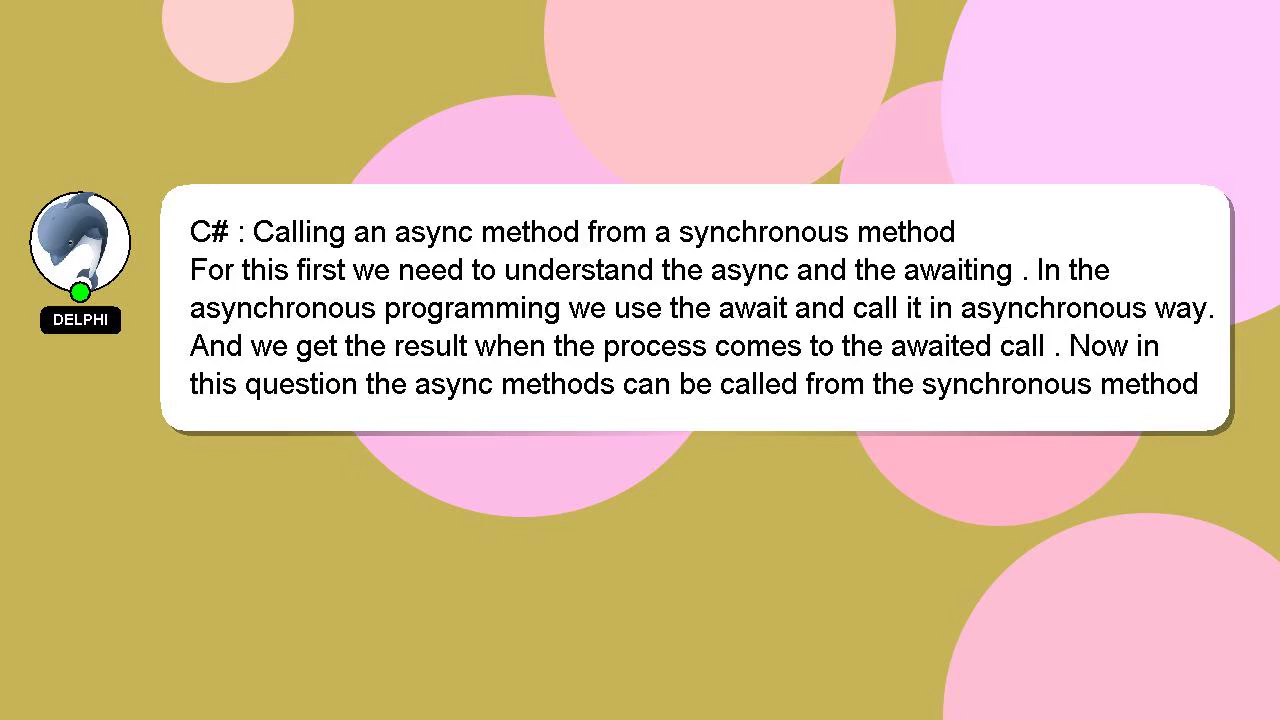 C# : Calling an async method from a synchronous method
For this first we need to understand the async and the awaiting . In the
asynchronous programming we use the await and call it in asynchronous way.
And we get the result when the process comes to the awaited call . Now in
this question the async methods can be called from the synchronous method
DELPHI